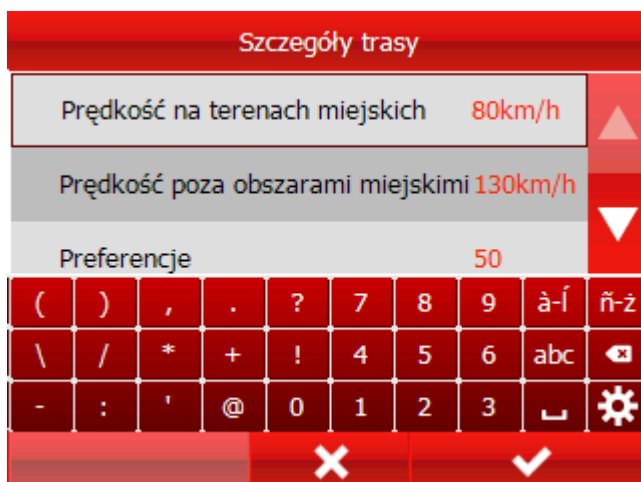 Szczegóły trasy
Prędkość na terenach miejskich 80km/h
Prędkość poza obszarami miejskimi 130km/h
Preferencje 50
( ) , . ? 7 8 9 à-Í ñ-ż
\ / * + ! 4 5 6 abc
- : ' @ 0 1 2 3